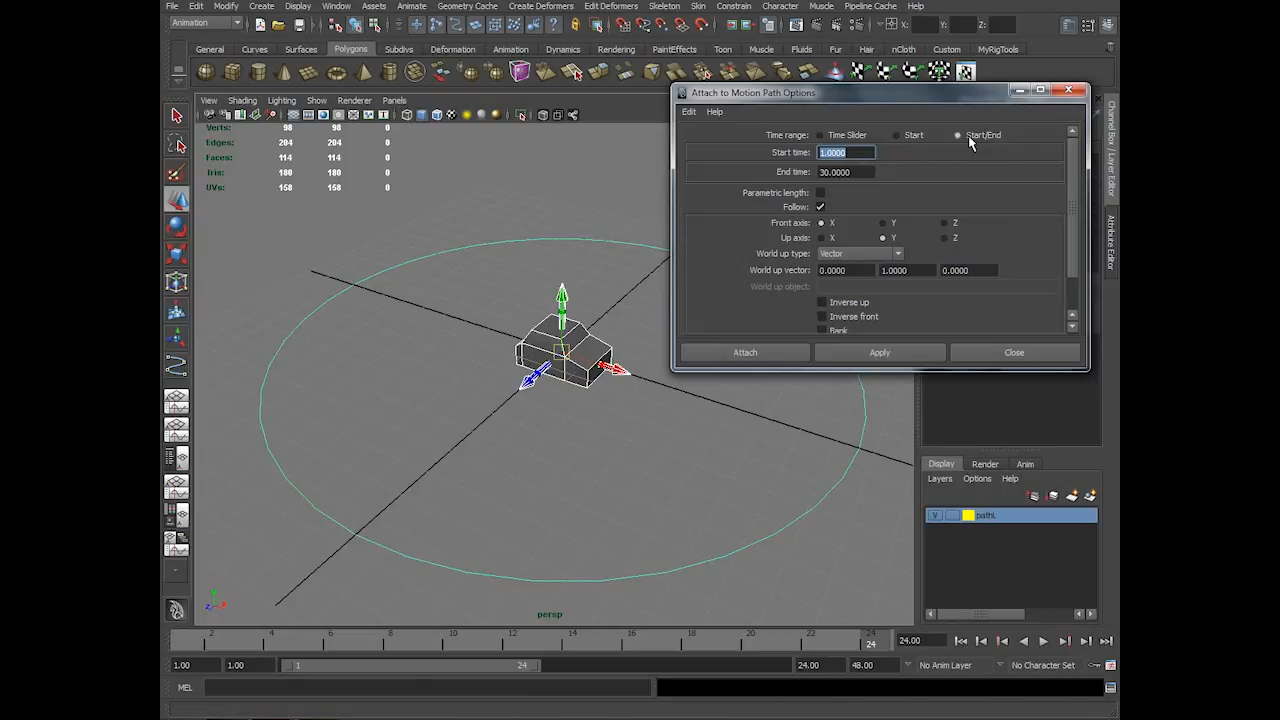 File Edit Modify Create Display Window Assets Animate Geometry Cache Create Deformers Edit Deformers Skeleton Skin Constrain Character Muscle Pipeline Cache Help
Animation X: Y: Z:
General Curves Surfaces Polygons Subdivs Deformation Animation Dynamics Rendering PaintEffects Toon Muscle Fluids Fur Hair nCloth Custom MyRigTools
View Shading Lighting Show Renderer Panels
Verts: 98 98 0
Edges: 204 204 0
Faces: 114 114 0
Tris: 180 180 0
UVs: 158 158 0
Attach to Motion Path Options
Edit Help
Time range: Time Slider Start Start/End
Start time: 1.0000
End time: 30.0000
Parametric length:
Follow:
Front axis: X Y Z
Up axis: X Y Z
World up type: Vector
World up vector: 0.0000 1.0000 0.0000
World up object:
Inverse up
Inverse front
Bank
Attach Apply Close
Channel Box / Layer Editor
Attribute Editor
Display Render Anim
Layers Options Help
V pathL
y
z x
persp
2 4 6 8 10 12 14 16 18 20 22 24
24
24.00
1.00 1.00 1 24 24.00 48.00 No Anim Layer No Character Set
MEL